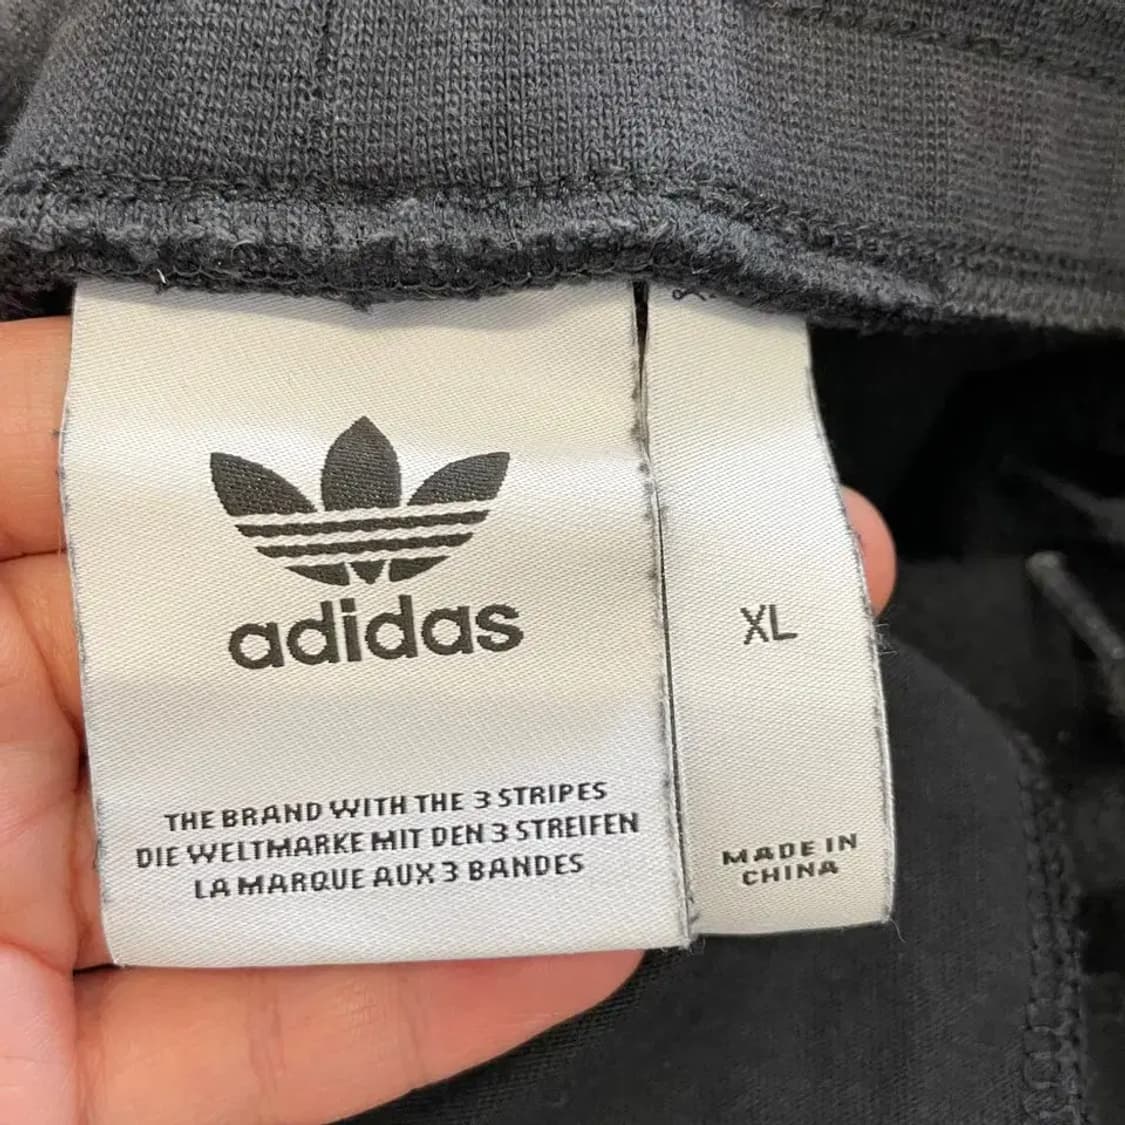 adidas
THE BRAND WITH THE 3 STRIPES
DIE WELTMARKE MIT DEN 3 STREIFEN
LA MARQUE AUX 3 BANDES
XL
MADE IN
CHINA